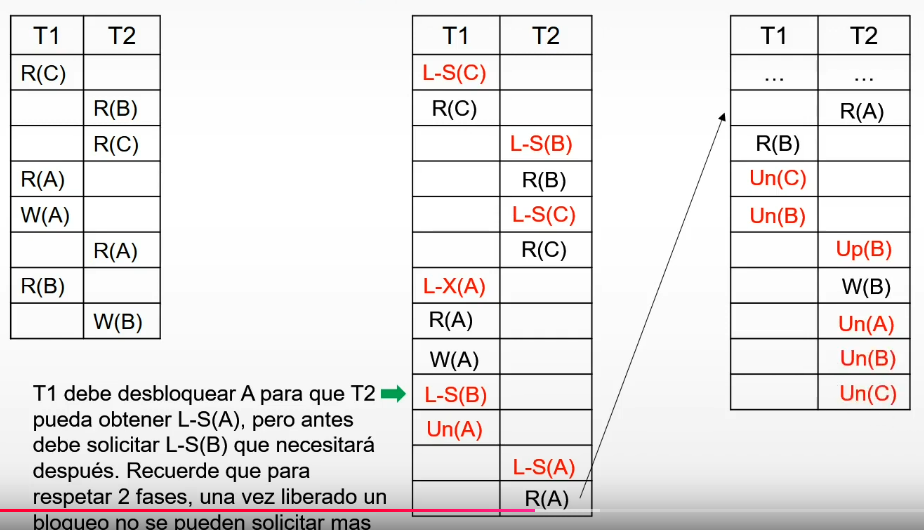 T1 T2
R(C)
R(B)
R(C)
R(A)
W(A)
R(A)
R(B)
W(B)
T1 debe desbloquear A para que T2
pueda obtener L-S(A), pero antes
debe solicitar L-S(B) que necesitará
después. Recuerde que para
respetar 2 fases, una vez liberado un
bloqueo no se pueden solicitar mas
T1 T2
L-S(C)
R(C)
L-S(B)
R(B)
L-S(C)
R(C)
L-X(A)
R(A)
W(A)
L-S(B)
Un(A)
L-S(A)
R(A)
T1 T2
... ...
R(A)
R(B)
Un(C)
Un(B)
Up(B)
W(B)
Un(A)
Un(B)
Un(C)